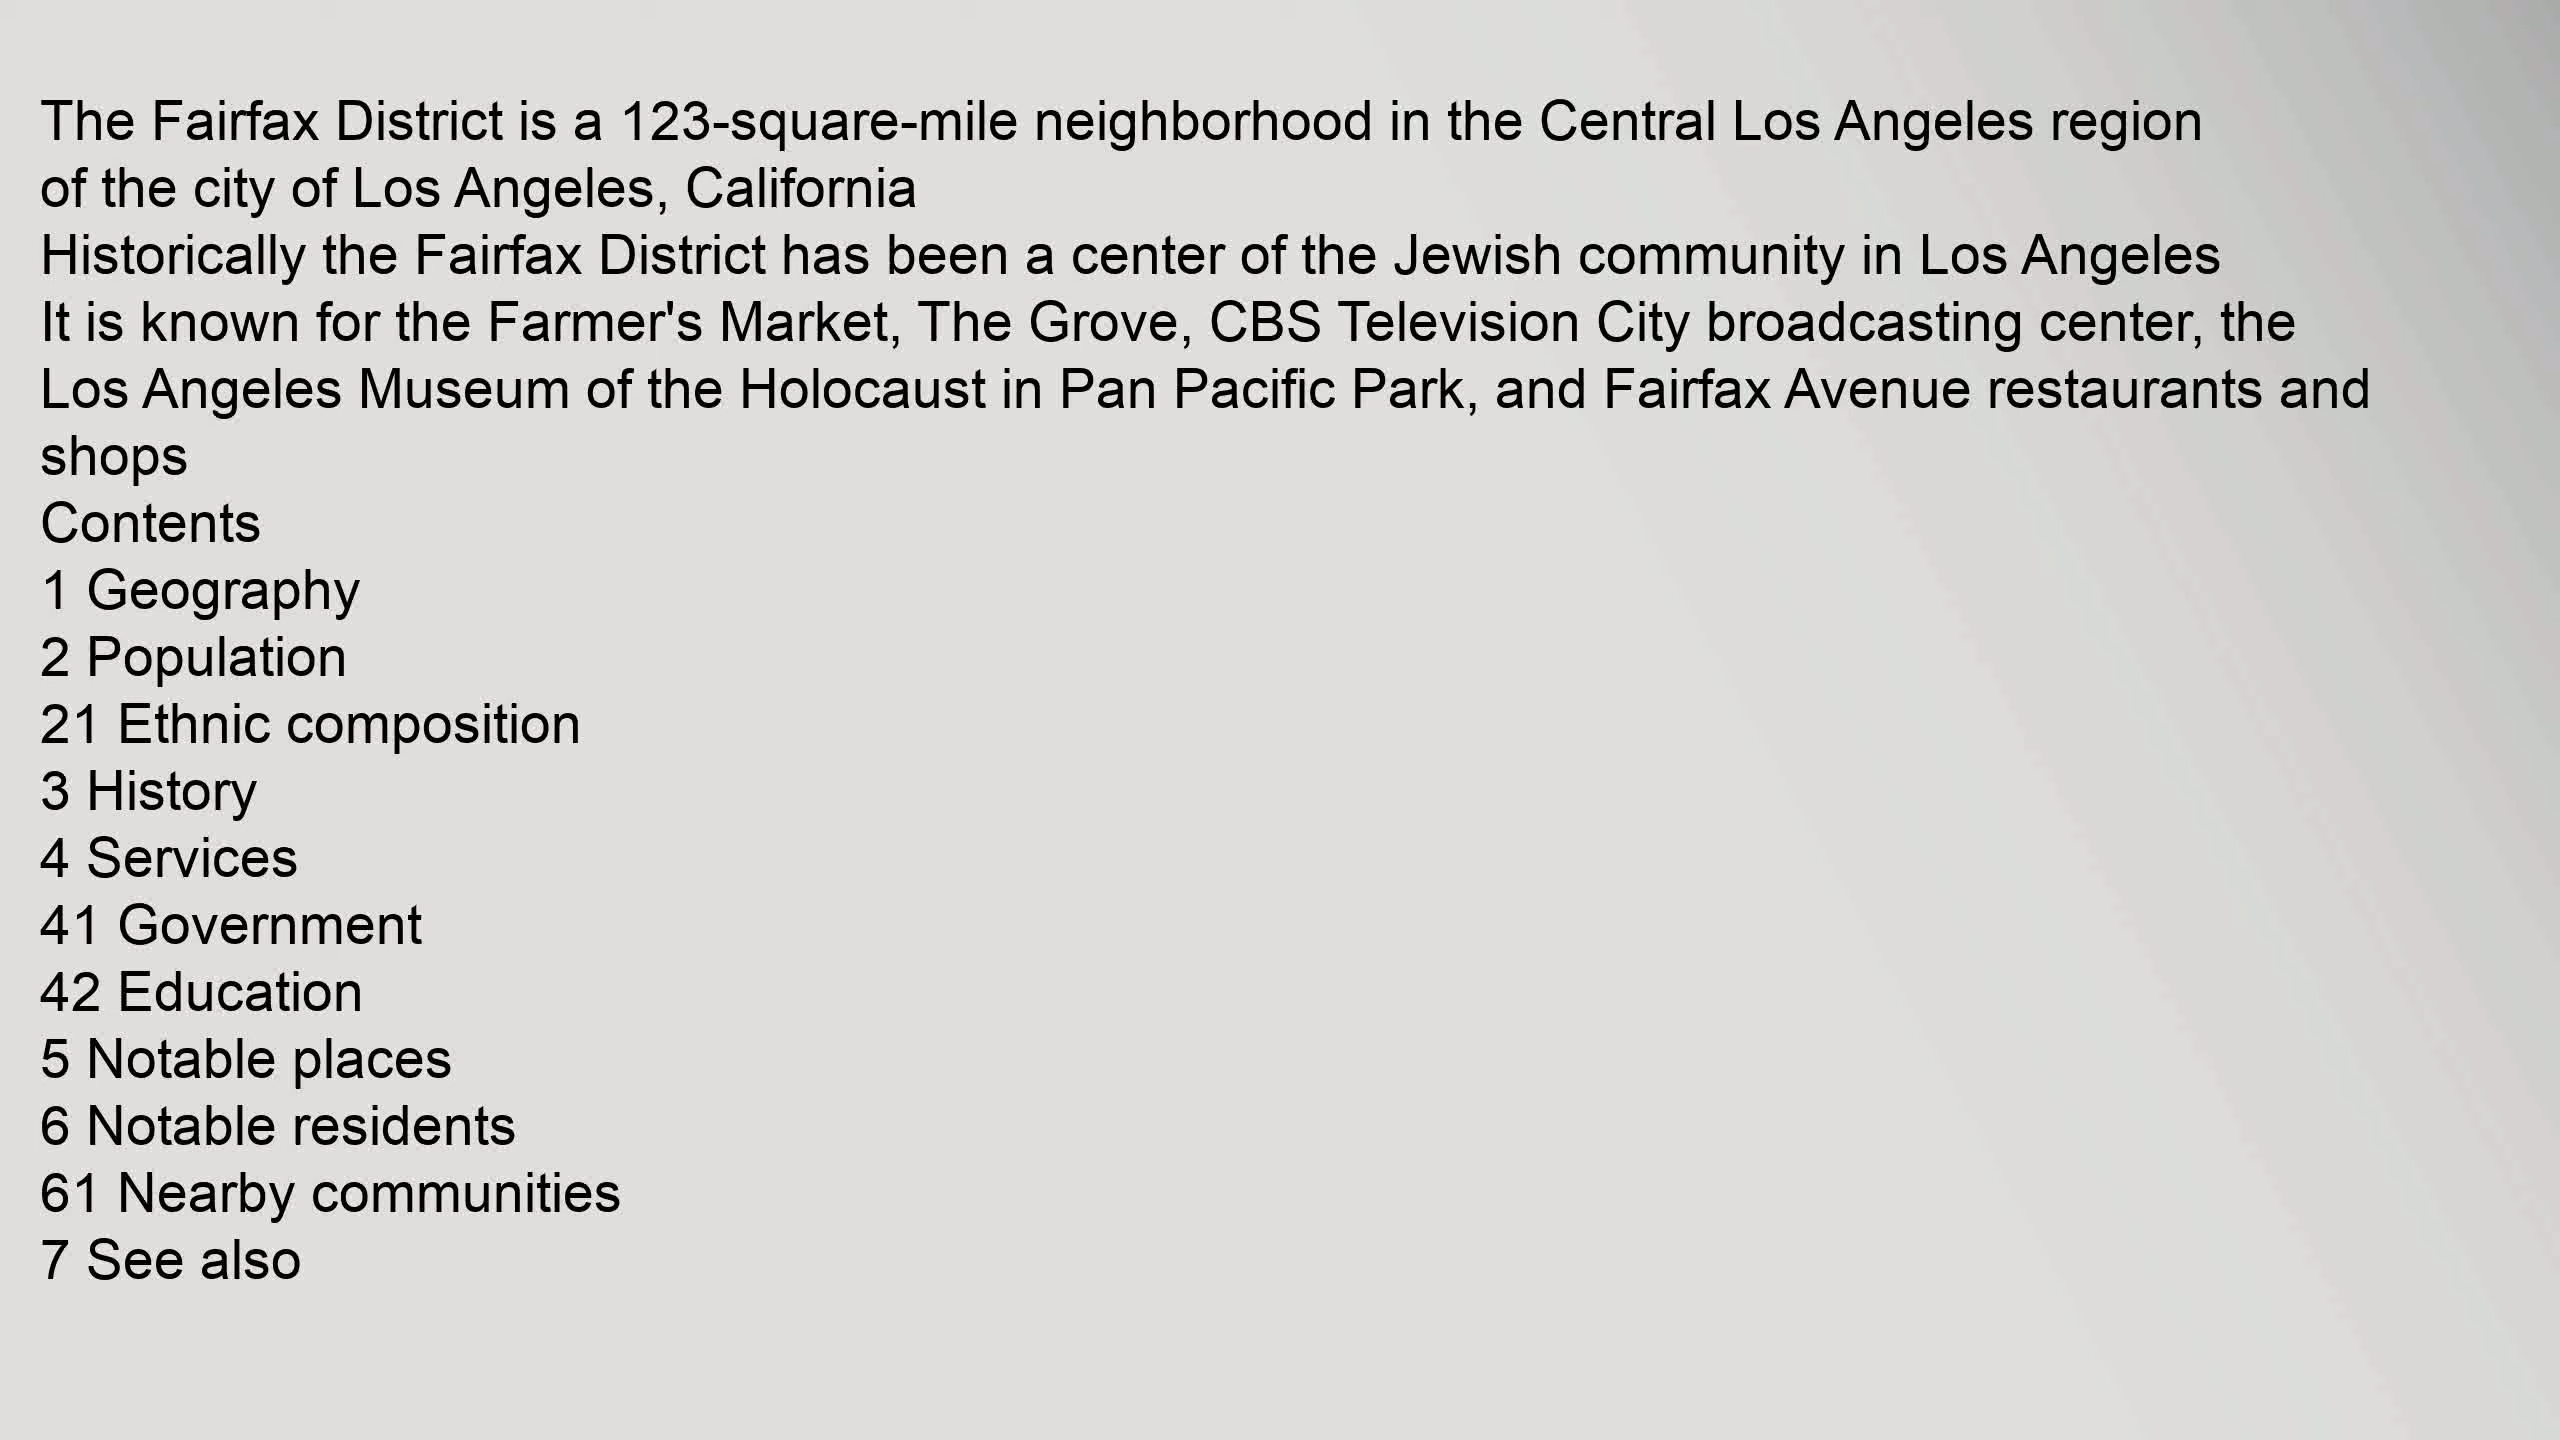 The Fairfax District is a 123-square-mile neighborhood in the Central Los Angeles region
of the city of Los Angeles, California
Historically the Fairfax District has been a center of the Jewish community in Los Angeles
It is known for the Farmer's Market, The Grove, CBS Television City broadcasting center, the
Los Angeles Museum of the Holocaust in Pan Pacific Park, and Fairfax Avenue restaurants and
shops
Contents
1 Geography
2 Population
21 Ethnic composition
3 History
4 Services
41 Government
42 Education
5 Notable places
6 Notable residents
61 Nearby communities
7 See also